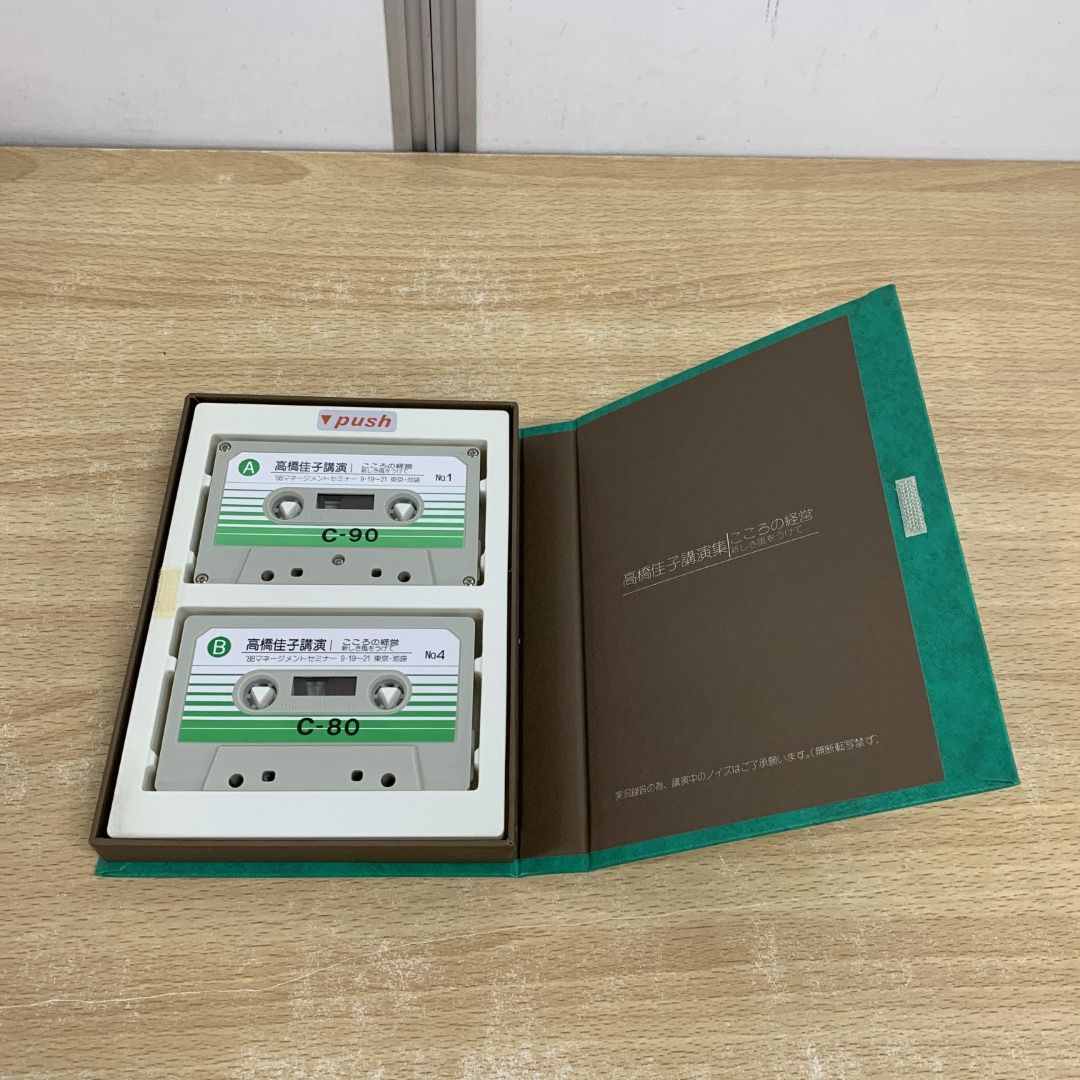 ▼push
A 高橋佳子講演 こころの経営
新しき風をうけて
'88マネージメントセミナー 9・19〜21 東京・池袋 No.1
C-90
B 高橋佳子講演 こころの経営
新しき風をうけて
'88マネージメントセミナー 9・19〜21 東京・池袋 No.4
100 50 0
C-80
高橋佳子講演集 こころの経営
新しき風をうけて
実況録音の為、講演中のノイズはご了承願います。(無断転写禁ず)